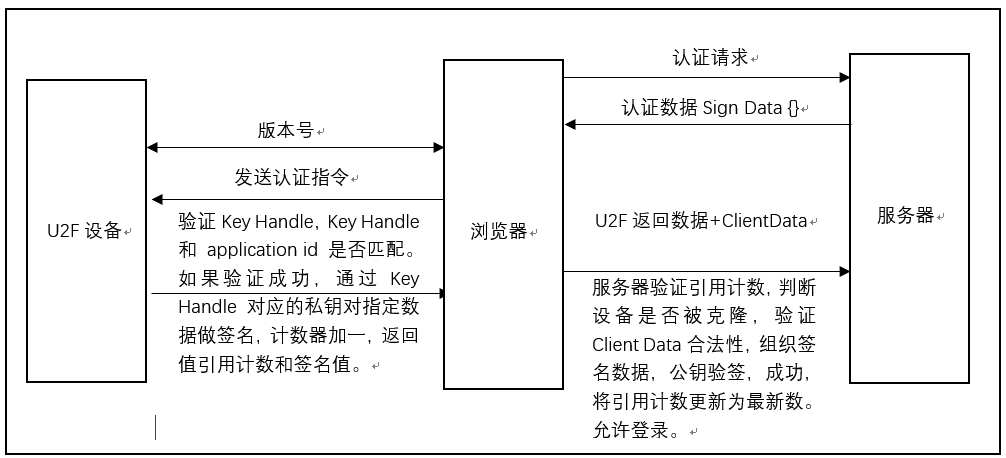 认证请求
认证数据 Sign Data {}
版本号
发送认证指令
U2F 设备
验证 Key Handle, Key Handle
和 application id 是否匹配。
如果验证成功，通过 Key
Handle 对应的私钥对指定数
据做签名，计数器加一，返回
值引用计数和签名值。
浏览器
U2F 返回数据+ClientData
服务器
服务器验证引用计数，判断
设备是否被克隆，验证
Client Data 合法性，组织签
名数据，公钥验签，成功，
将引用计数更新为最新数。
允许登录。